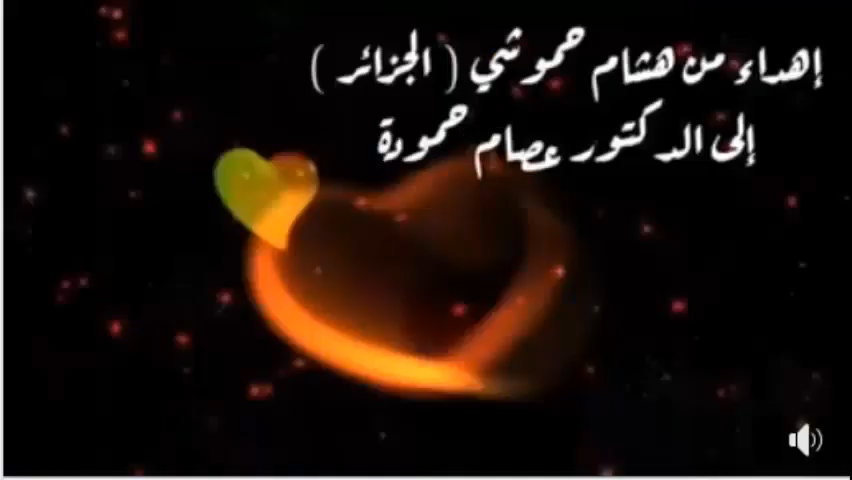 إهداء من هشام حموشي ( الجزائر )
إلى الدكتور عصام حمودة